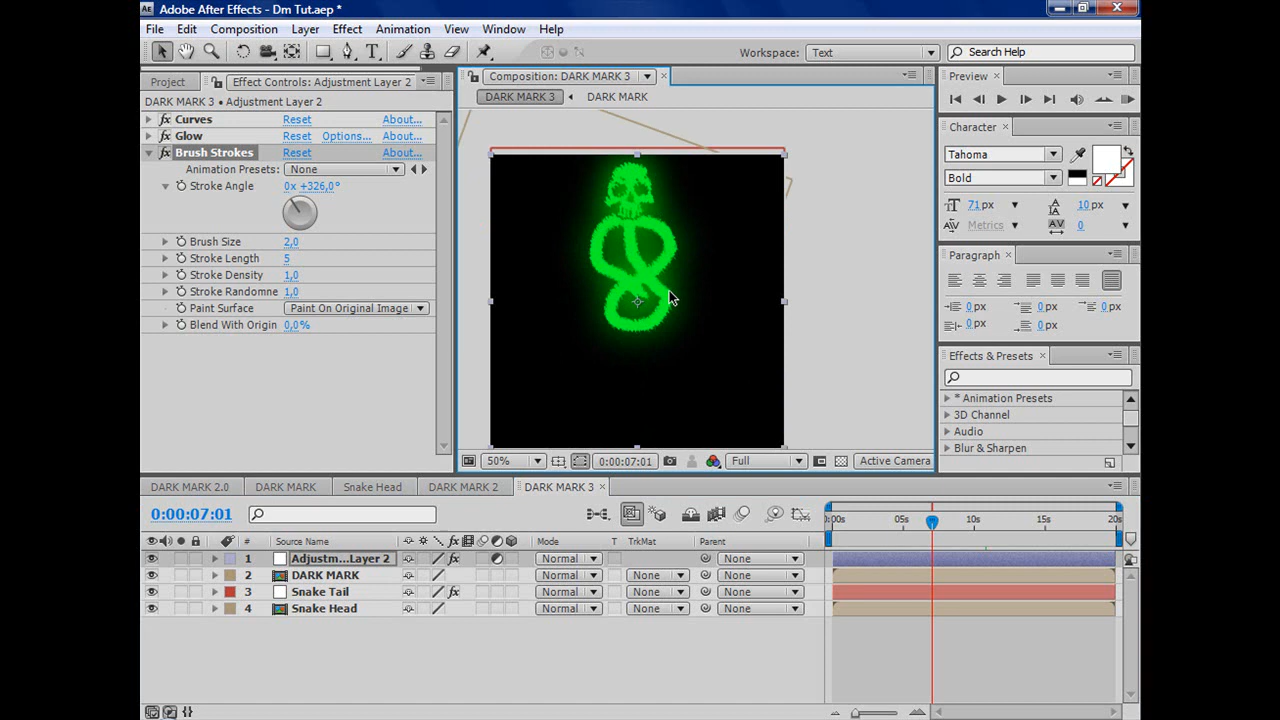 Adobe After Effects - Dm Tut.aep *
File Edit Composition Layer Effect Animation View Window Help
Workspace: Text Search Help
Project Effect Controls: Adjustment Layer 2
DARK MARK 3 • Adjustment Layer 2
Curves Reset About...
Glow Reset Options... About...
Brush Strokes Reset About...
Animation Presets: None
Stroke Angle 0x +326,0°
Brush Size 2,0
Stroke Length 5
Stroke Density 1,0
Stroke Randomne 1,0
Paint Surface Paint On Original Image
Blend With Origin 0,0%
Composition: DARK MARK 3
DARK MARK 3 DARK MARK
50% 0:00:07:01 Full Active Camera
Preview
Character
Tahoma
Bold
71 px 10 px
Metrics 0
Paragraph
0 px 0 px 0 px
0 px 0 px
Effects & Presets
* Animation Presets
3D Channel
Audio
Blur & Sharpen
DARK MARK 2.0 DARK MARK Snake Head DARK MARK 2 DARK MARK 3
0:00:07:01
:00s 05s 10s 15s 20s
# Source Name Mode T TrkMat Parent
1 Adjustm...Layer 2 Normal None
2 DARK MARK Normal None None
3 Snake Tail Normal None None
4 Snake Head Normal None None